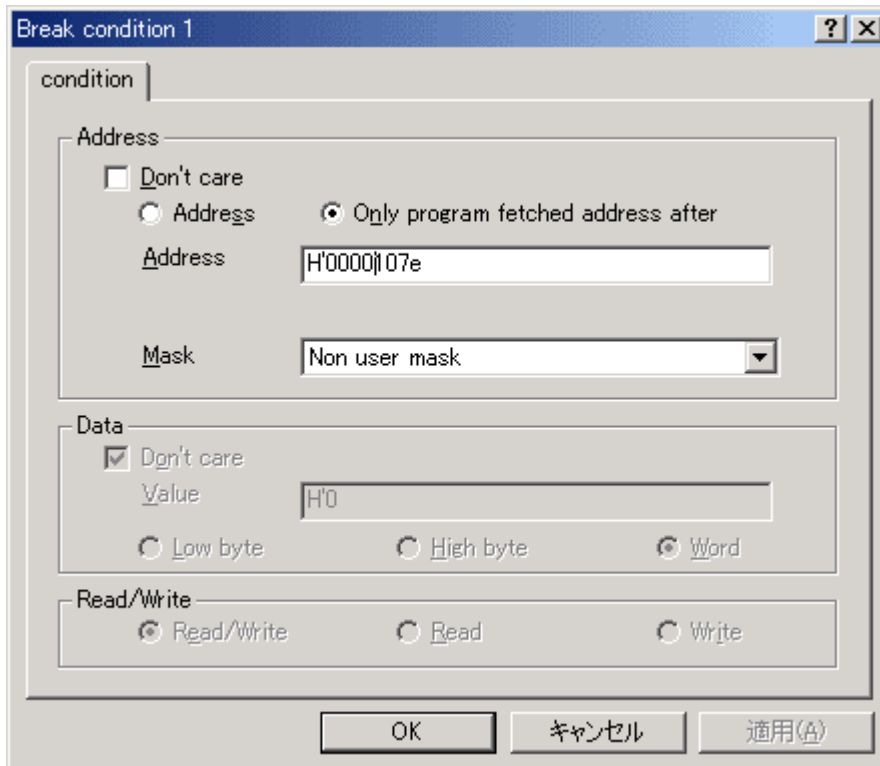 Break condition 1
condition
Address
Don't care
Address Only program fetched address after
Address H'0000107e
Mask Non user mask
Data
Don't care
Value H'0
Low byte High byte Word
Read/Write
Read/Write Read Write
OK キャンセル 適用(A)